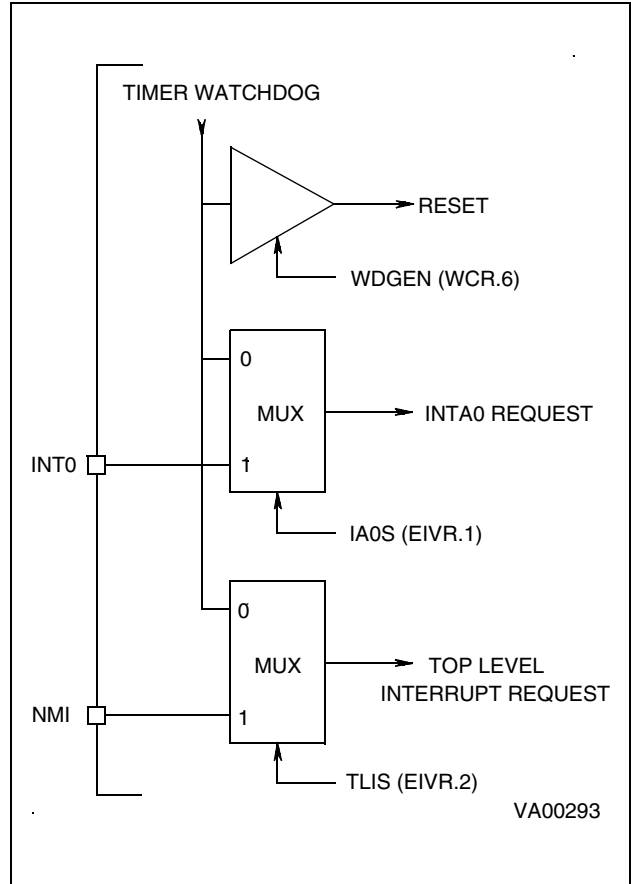 TIMER WATCHDOG
RESET
WDGEN (WCR.6)
0
MUX
INTA0 REQUEST
INT0
1
IA0S (EIVR.1)
0
MUX
TOP LEVEL
INTERRUPT REQUEST
NMI
1
TLIS (EIVR.2)
VA00293